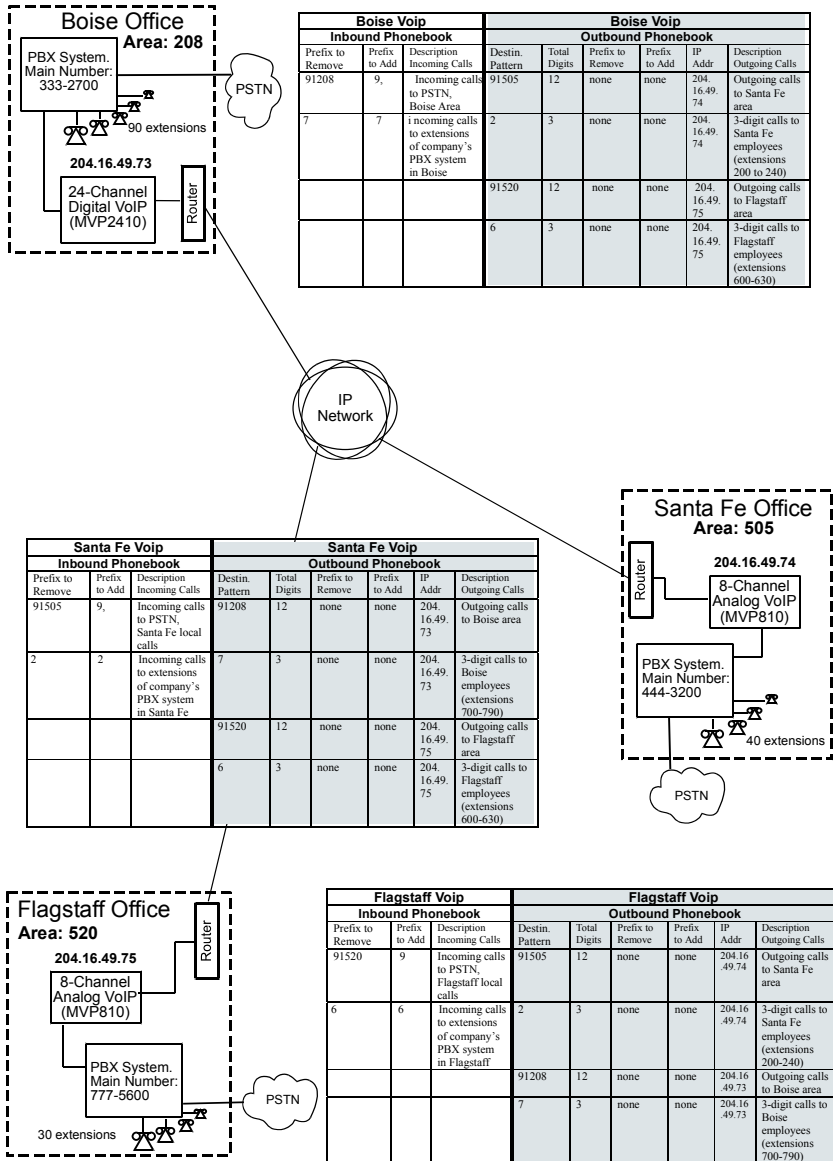 Boise Office
Area: 208
PBX System.
Main Number:
333-2700
PSTN
90 extensions
204.16.49.73
24-Channel
Digital VoIP
(MVP2410)
Router
Boise Voip
Boise Voip
Inbound Phonebook
Outbound Phonebook
Prefix to Remove
Prefix to Add
Description Incoming Calls
Destin. Pattern
Total Digits
Prefix to Remove
Prefix to Add
IP Addr
Description Outgoing Calls
91208
9,
Incoming calls
to PSTN,
Boise Area
91505
12
none
none
204.
16.49.
74
Outgoing calls
to Santa Fe
area
7
7
i ncoming calls
to extensions
of company's
PBX system
in Boise
2
3
none
none
204.
16.49.
74
3-digit calls to
Santa Fe
employees
(extensions
200 to 240)
91520
12
none
none
204.
16.49.
75
Outgoing calls
to Flagstaff
area
6
3
none
none
204.
16.49.
75
3-digit calls to
Flagstaff
employees
(extensions
600-630)
IP
Network
Santa Fe Office
Area: 505
Router
204.16.49.74
8-Channel
Analog VoIP
(MVP810)
PBX System.
Main Number:
444-3200
40 extensions
PSTN
Santa Fe Voip
Santa Fe Voip
Inbound Phonebook
Outbound Phonebook
Prefix to Remove
Prefix to Add
Description Incoming Calls
Destin. Pattern
Total Digits
Prefix to Remove
Prefix to Add
IP Addr
Description Outgoing Calls
91505
9,
Incoming calls
to PSTN,
Santa Fe local
calls
91208
12
none
none
204.
16.49.
73
Outgoing calls
to Boise area
2
2
Incoming calls
to extensions
of company's
PBX system
in Santa Fe
7
3
none
none
204.
16.49.
73
3-digit calls to
Boise
employees
(extensions
700-790)
91520
12
none
none
204.
16.49.
75
Outgoing calls
to Flagstaff
area
6
3
none
none
204.
16.49.
75
3-digit calls to
Flagstaff
employees
(extensions
600-630)
Flagstaff Office
Area: 520
204.16.49.75
8-Channel
Analog VoIP
(MVP810)
Router
PBX System.
Main Number:
777-5600
30 extensions
PSTN
Flagstaff Voip
Flagstaff Voip
Inbound Phonebook
Outbound Phonebook
Prefix to Remove
Prefix to Add
Description Incoming Calls
Destin. Pattern
Total Digits
Prefix to Remove
Prefix to Add
IP Addr
Description Outgoing Calls
91520
9
Incoming calls
to PSTN,
Flagstaff local
calls
91505
12
none
none
204.16
.49.74
Outgoing calls
to Santa Fe
area
6
6
Incoming calls
to extensions
of company's
PBX system
in Flagstaff
2
3
none
none
204.16
.49.74
3-digit calls to
Santa Fe
employees
(extensions
200-240)
91208
12
none
none
204.16
.49.73
Outgoing calls
to Boise area
7
3
none
none
204.16
.49.73
3-digit calls to
Boise
employees
(extensions
700-790)